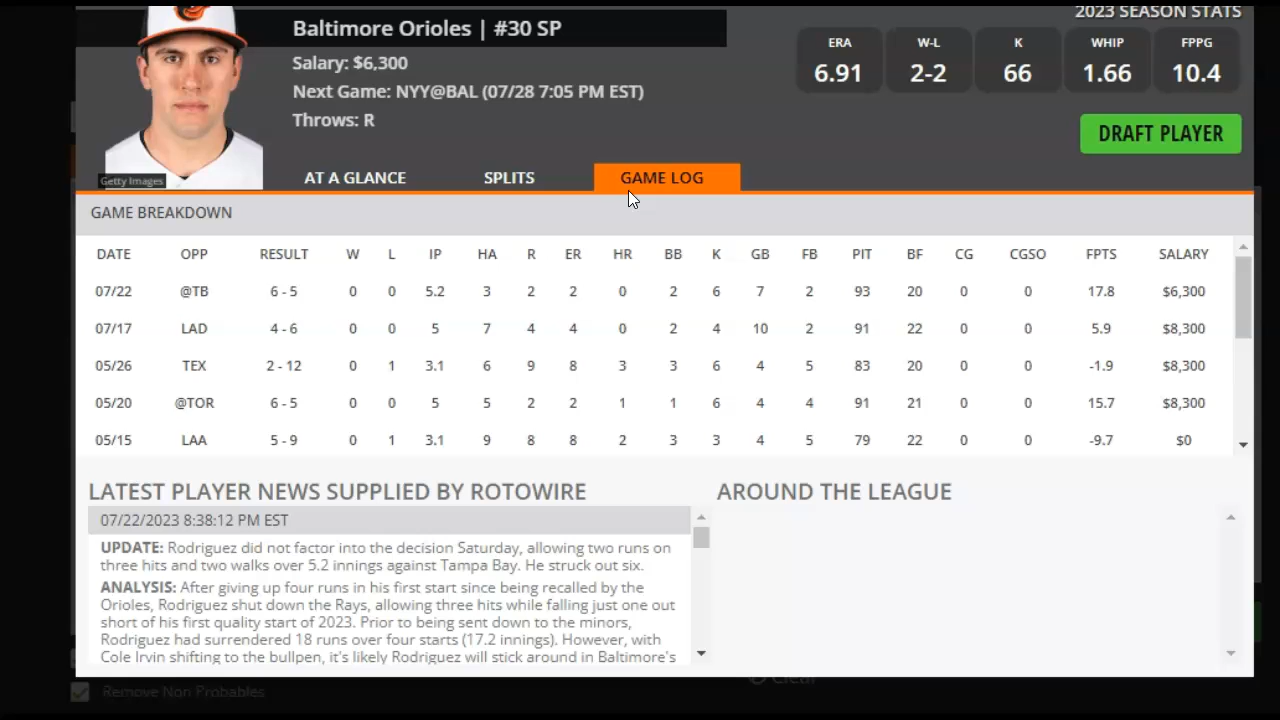 2023 SEASON STATS
Baltimore Orioles | #30 SP
Salary: $6,300
Next Game: NYY@BAL (07/28 7:05 PM EST)
Throws: R
ERA W-L K WHIP FPPG
6.91 2-2 66 1.66 10.4
DRAFT PLAYER
Getty Images
AT A GLANCE SPLITS GAME LOG
GAME BREAKDOWN
DATE OPP RESULT W L IP HA R ER HR BB K GB FB PIT BF CG CGSO FPTS SALARY
07/22 @TB 6 - 5 0 0 5.2 3 2 2 0 2 6 7 2 93 20 0 0 17.8 $6,300
07/17 LAD 4 - 6 0 0 5 7 4 4 0 2 4 10 2 91 22 0 0 5.9 $8,300
05/26 TEX 2 - 12 0 1 3.1 6 9 8 3 3 6 4 5 83 20 0 0 -1.9 $8,300
05/20 @TOR 6 - 5 0 0 5 5 2 2 1 1 6 4 4 91 21 0 0 15.7 $8,300
05/15 LAA 5 - 9 0 1 3.1 9 8 8 2 3 3 4 5 79 22 0 0 -9.7 $0
LATEST PLAYER NEWS SUPPLIED BY ROTOWIRE
07/22/2023 8:38:12 PM EST
UPDATE: Rodriguez did not factor into the decision Saturday, allowing two runs on
three hits and two walks over 5.2 innings against Tampa Bay. He struck out six.
ANALYSIS: After giving up four runs in his first start since being recalled by the
Orioles, Rodriguez shut down the Rays, allowing three hits while falling just one out
short of his first quality start of 2023. Prior to being sent down to the minors,
Rodriguez had surrendered 18 runs over four starts (17.2 innings). However, with
Cole Irvin shifting to the bullpen, it's likely Rodriguez will stick around in Baltimore's
AROUND THE LEAGUE
Remove Non Probables
Clear